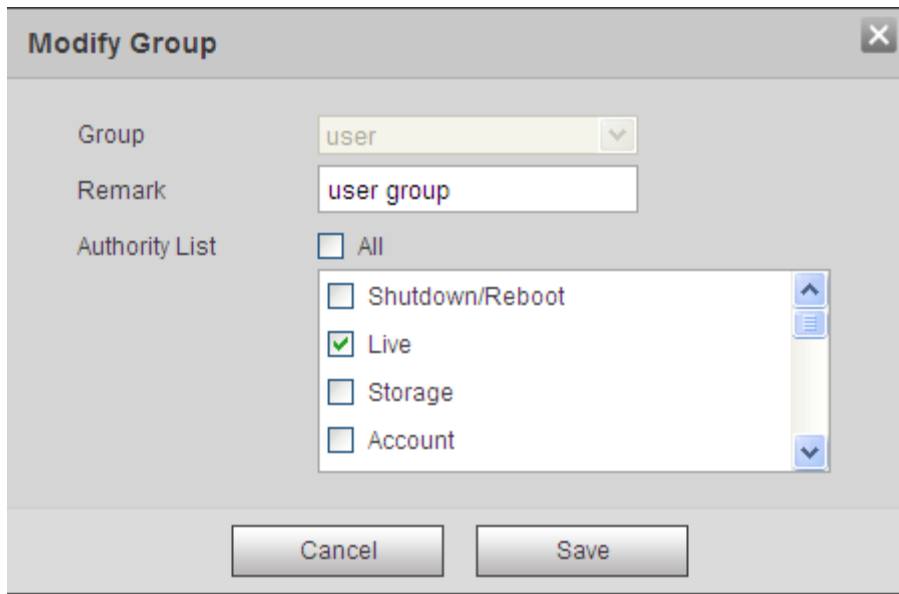 Modify Group
Group user
Remark user group
Authority List All
Shutdown/Reboot
Live
Storage
Account
Cancel Save